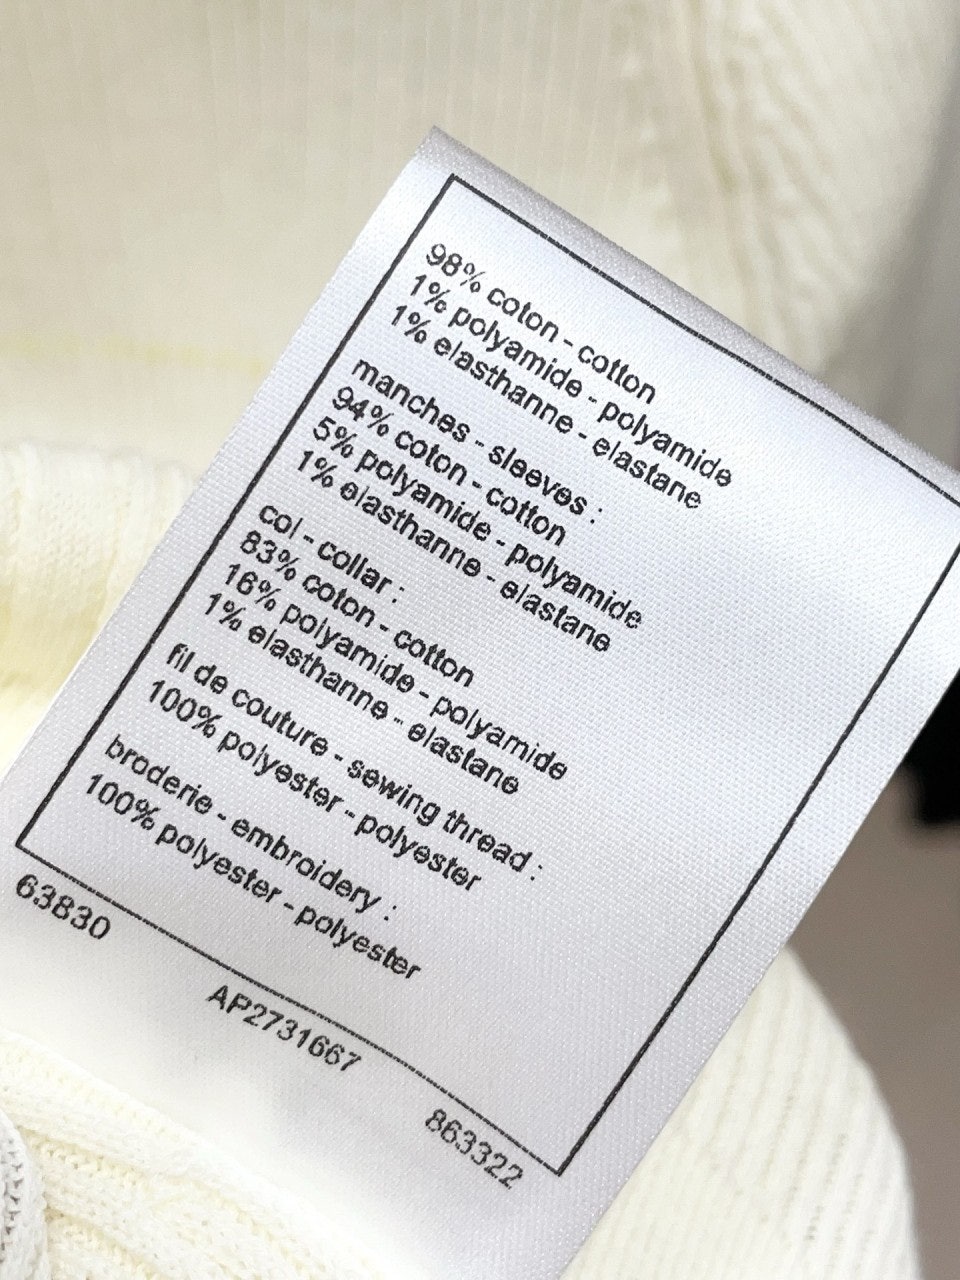 98% coton - cotton
1% polyamide - polyamide
1% elasthanne - elastane
manches - sleeves :
94% coton - cotton
5% polyamide - polyamide
1% elasthanne - elastane
col - collar :
83% coton - cotton
16% polyamide - polyamide
1% elasthanne - elastane
fil de couture - sewing thread :
100% polyester - polyester
broderie - embroidery :
100% polyester - polyester
63830
AP2731667
863322